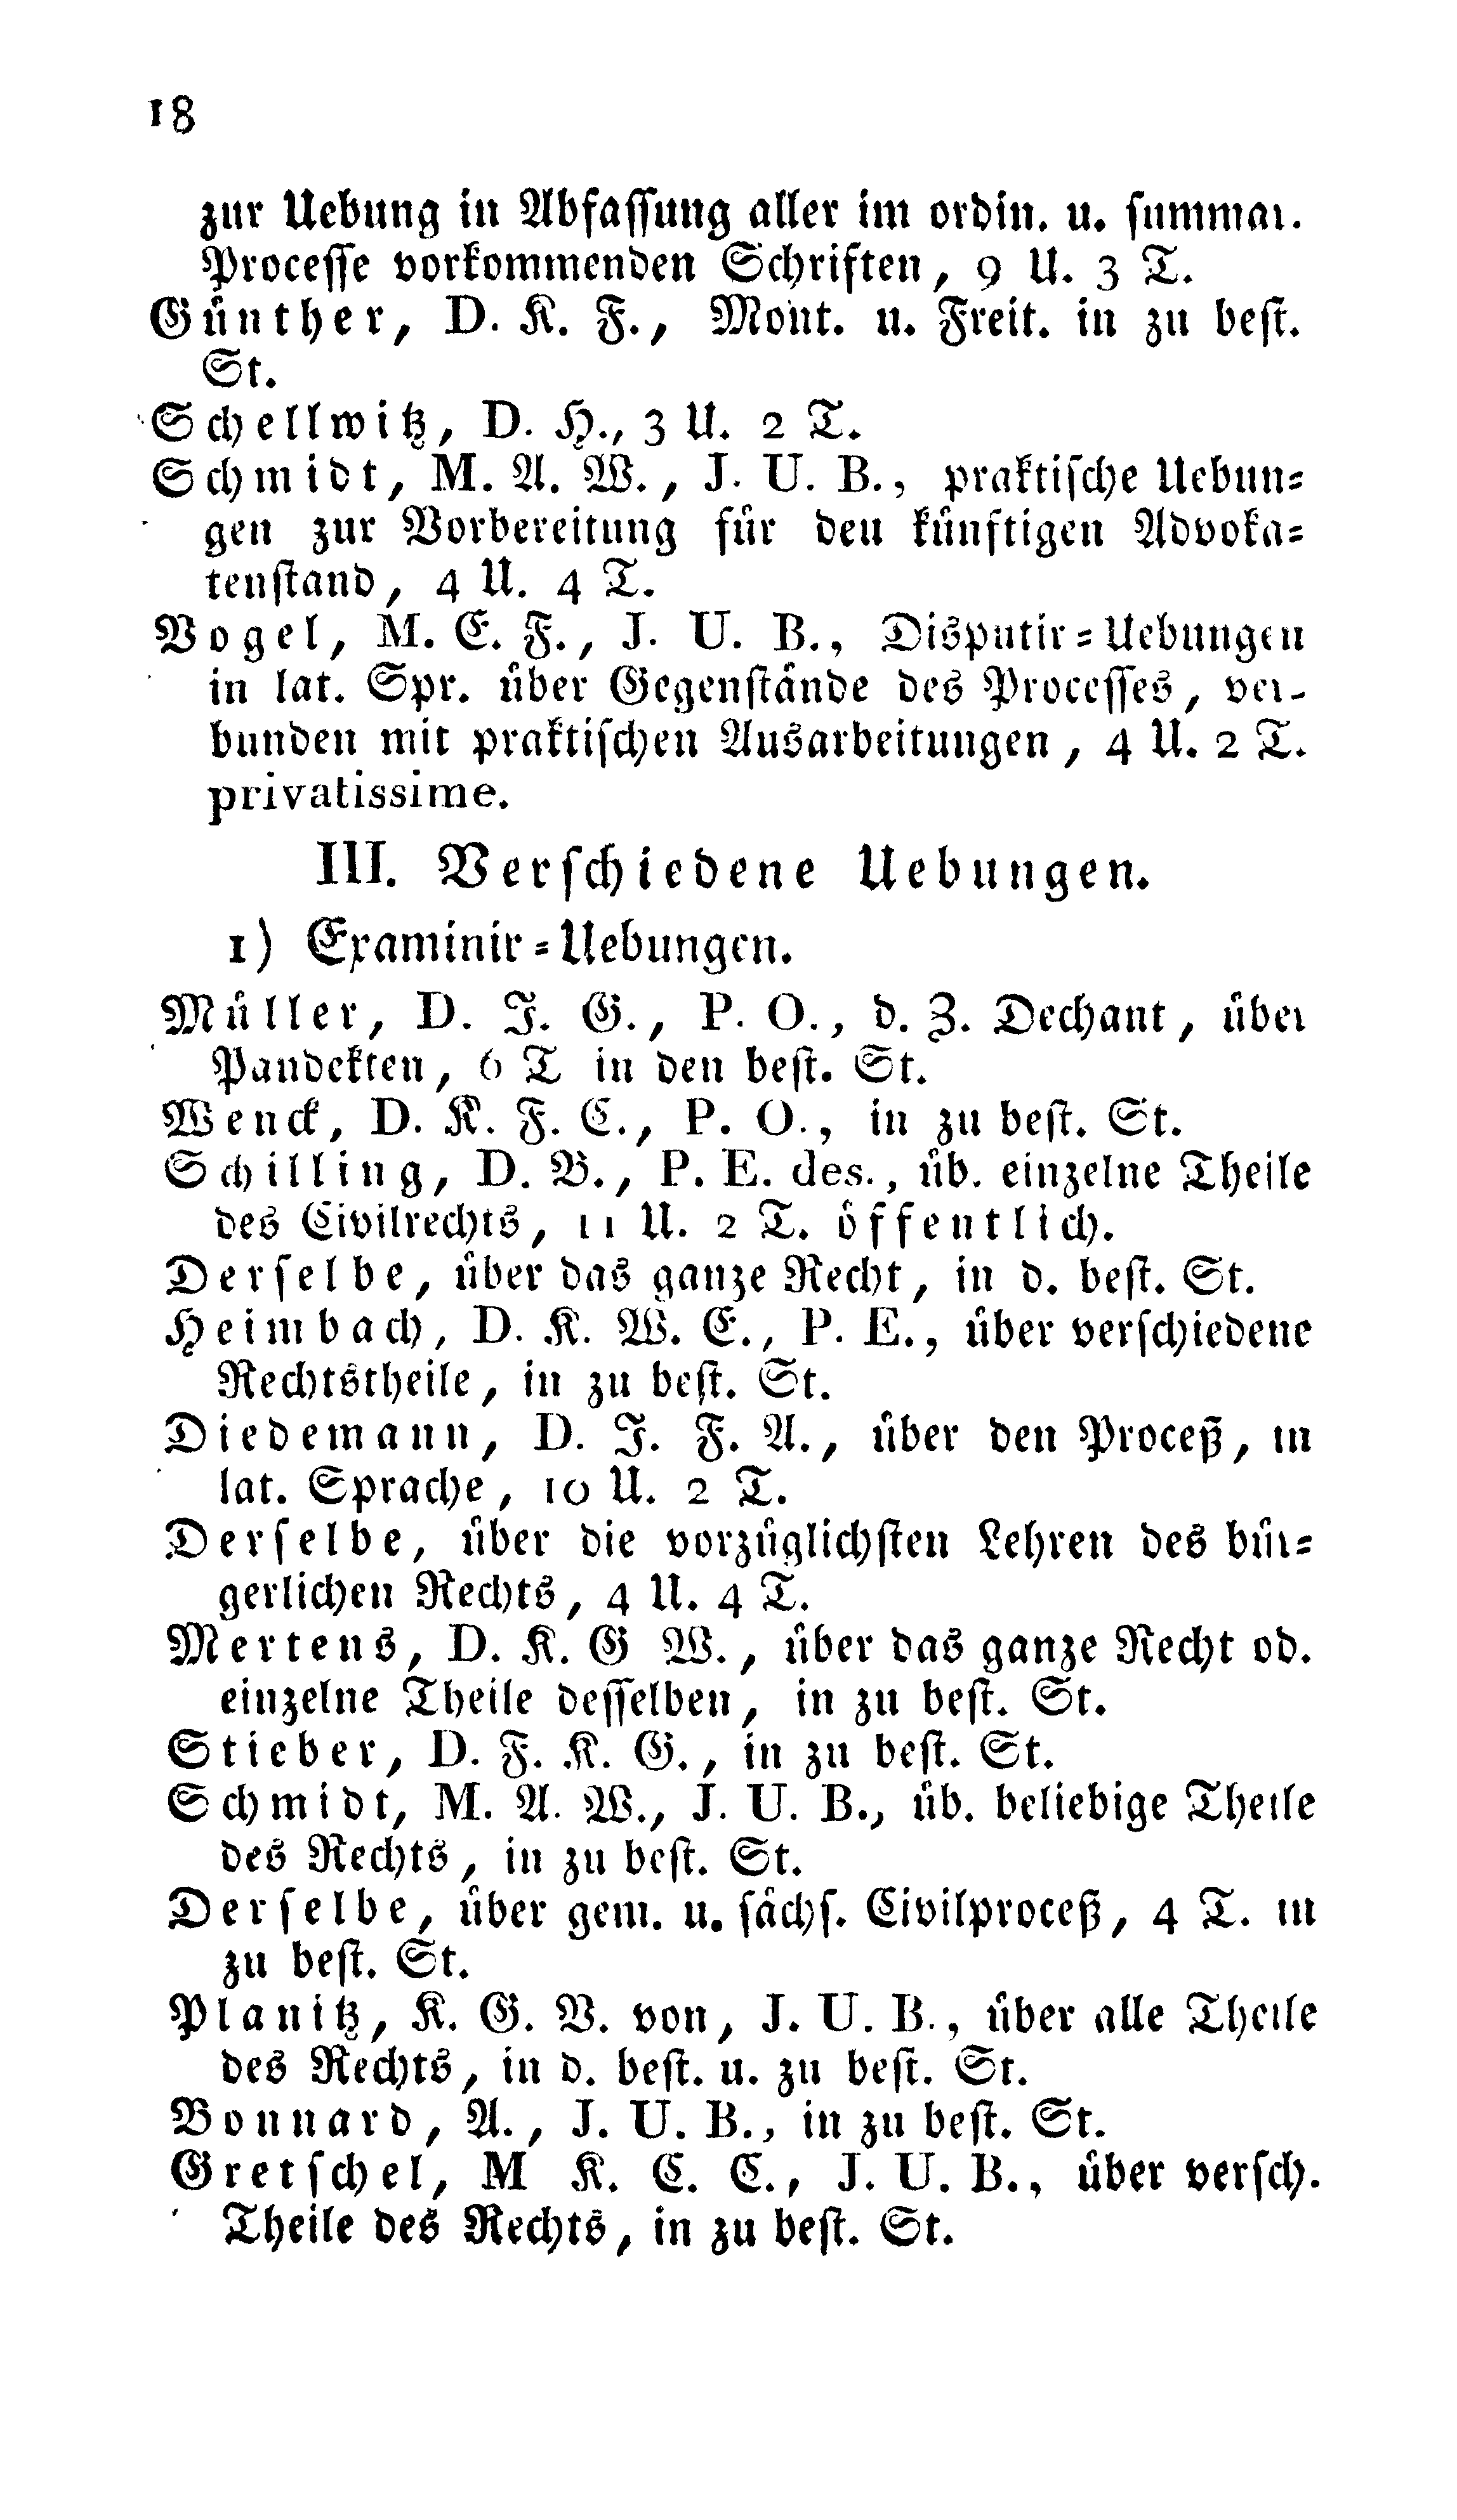 18
zur Uebung in Abfaſſung aller im ordin. u. ſummar.
Proceſſe vorkommenden Schriften, 9 U. 3 T.
Günther, D. K. F., Mont. u. Freit. in zu beſt.
St.
Schellwitz, D. H., 3 U. 2 T.
Schmidt, M. A. W., J. U. B., praktiſche Uebun-
gen zur Vorbereitung für den künftigen Advoka-
tenſtand, 4 U. 4 T.
Vogel, M. E. F., J. U. B., Disputir-Uebungen
in lat. Spr. über Gegenſtände des Proceſſes, ver-
bunden mit praktiſchen Ausarbeitungen, 4 U. 2 T.
privatissime.
III. Verſchiedene Uebungen.
1) Examinir-Uebungen.
Müller, D. J. G., P. O., d. Z. Dechant, über
Pandekten, 6 T in den beſt. St.
Wenck, D. K. F. C., P. O., in zu beſt. St.
Schilling, D. B., P. E. des., üb. einzelne Theile
des Civilrechts, 11 U. 2 T. öffentlich.
Derſelbe, über das ganze Recht, in d. beſt. St.
Heimbach, D. K. W. E., P. E., über verſchiedene
Rechtstheile, in zu beſt. St.
Diedemann, D. J. F. A., über den Proceß, in
lat. Sprache, 10 U. 2 T.
Derſelbe, über die vorzüglichſten Lehren des bür-
gerlichen Rechts, 4 U. 4 T.
Mertens, D. K. G W., über das ganze Recht od.
einzelne Theile deſſelben, in zu beſt. St.
Stieber, D. F. K. G., in zu beſt. St.
Schmidt, M. A. W., J. U. B., üb. beliebige Theile
des Rechts, in zu beſt. St.
Derſelbe, über gem. u. ſächſ. Civilproceß, 4 T. in
zu beſt. St.
Planitz, K. G. V. von, J. U. B., über alle Theile
des Rechts, in d. beſt. u. zu beſt. St.
Bonnard, A., J. U. B., in zu beſt. St.
Gretſchel, M K. C. C., J. U. B., über verſch.
Theile des Rechts, in zu beſt. St.